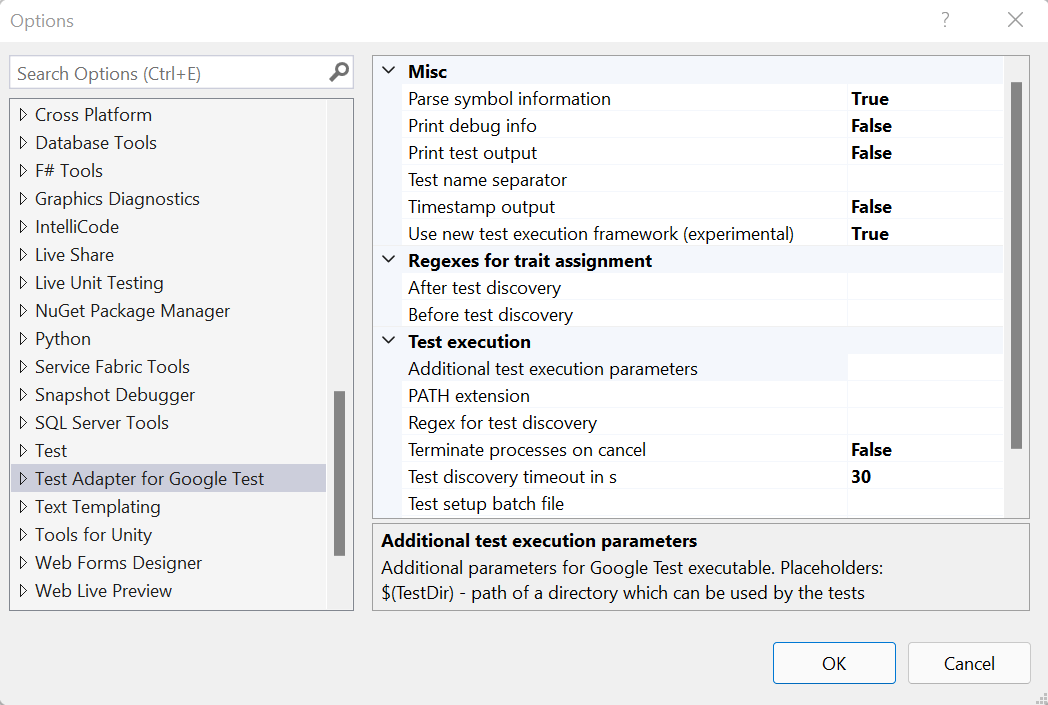 Options
?
Search Options (Ctrl+E)
Cross Platform
Database Tools
F# Tools
Graphics Diagnostics
IntelliCode
Live Share
Live Unit Testing
NuGet Package Manager
Python
Service Fabric Tools
Snapshot Debugger
SQL Server Tools
Test
Test Adapter for Google Test
Text Templating
Tools for Unity
Web Forms Designer
Web Live Preview
Misc
Parse symbol information True
Print debug info False
Print test output False
Test name separator
Timestamp output False
Use new test execution framework (experimental) True
Regexes for trait assignment
After test discovery
Before test discovery
Test execution
Additional test execution parameters
PATH extension
Regex for test discovery
Terminate processes on cancel False
Test discovery timeout in s 30
Test setup batch file
Additional test execution parameters
Additional parameters for Google Test executable. Placeholders:
$(TestDir) - path of a directory which can be used by the tests
OK Cancel